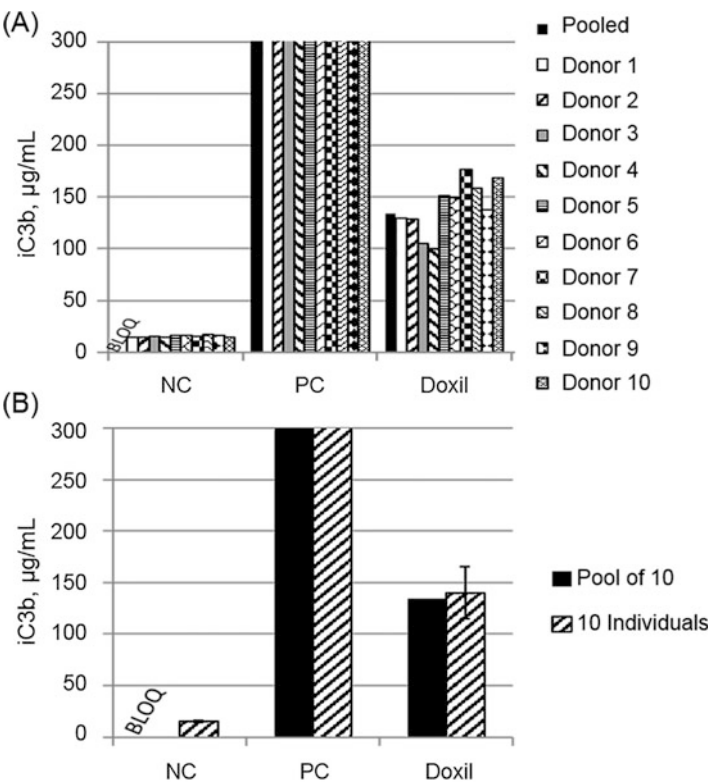 (A)
iC3b, µg/mL
300
250
200
150
100
50
0
BLOQ
NC
PC
Doxil
Pooled
Donor 1
Donor 2
Donor 3
Donor 4
Donor 5
Donor 6
Donor 7
Donor 8
Donor 9
Donor 10
(B)
iC3b, µg/mL
300
250
200
150
100
50
0
BLOQ
NC
PC
Doxil
Pool of 10
10 Individuals